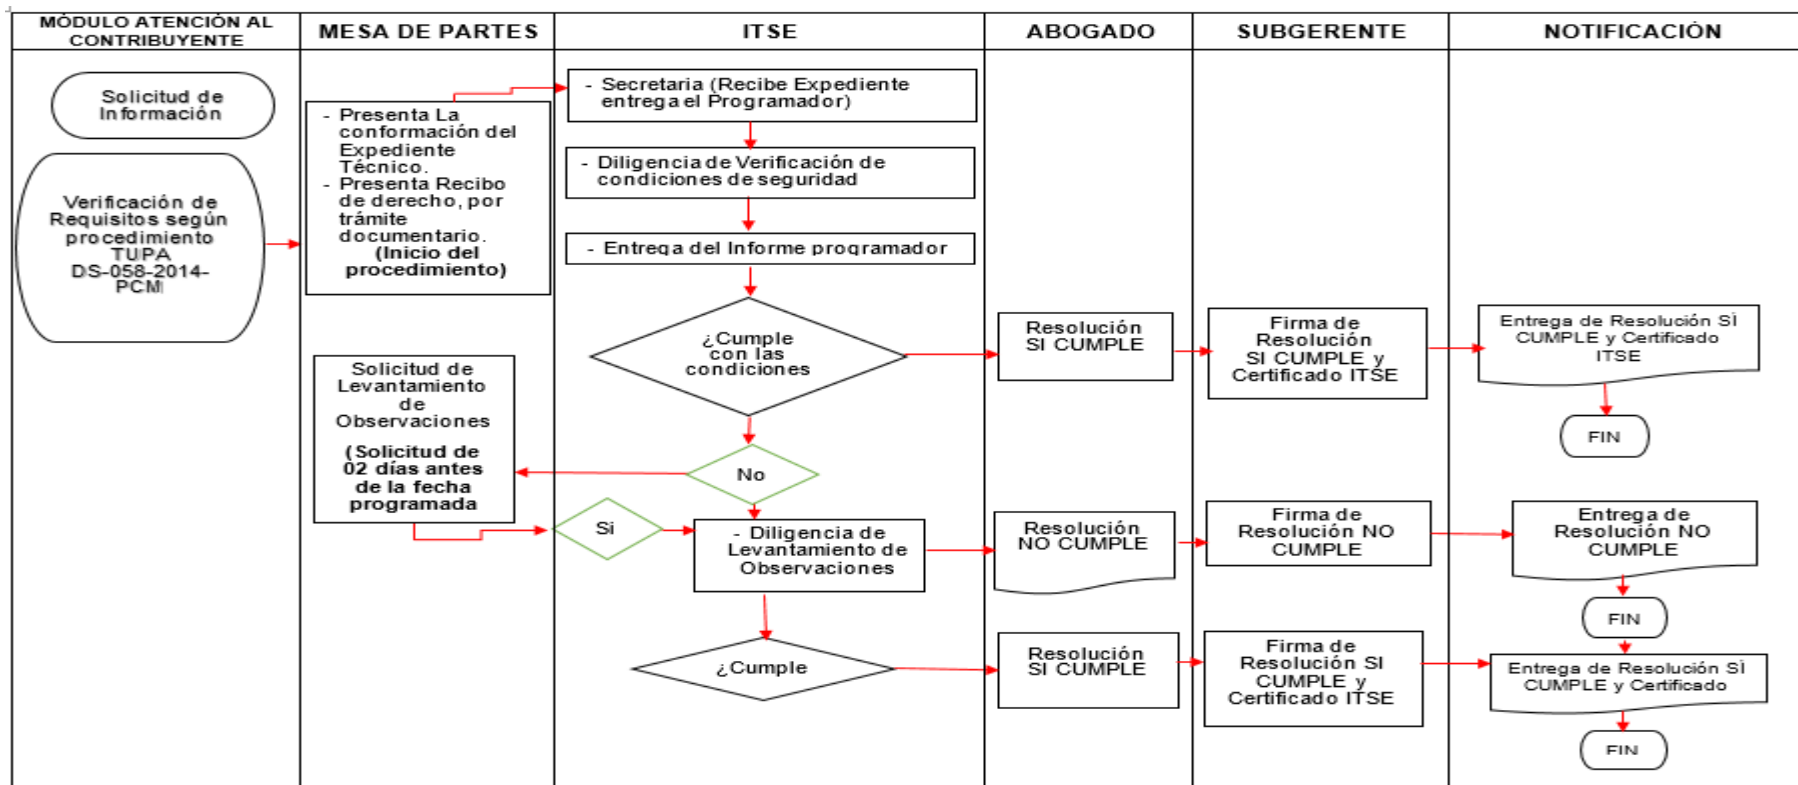 MÓDULO ATENCIÓN AL
CONTRIBUYENTE
MESA DE PARTES
ITSE
ABOGADO
SUBGERENTE
NOTIFICACIÓN
Solicitud de
Información
Verificación de
Requisitos según
procedimiento
TUPA
DS-058-2014-
PCM
- Presenta La
conformación del
Expediente
Técnico.
- Presenta Recibo
de derecho, por
trámite
documentario.
(Inicio del
procedimiento)
- Secretaria (Recibe Expediente
entrega el Programador)
- Diligencia de Verificación de
condiciones de seguridad
- Entrega del Informe programador
¿Cumple
con las
condiciones
Resolución
SI CUMPLE
Firma de
Resolución
SI CUMPLE y
Certificado ITSE
Entrega de Resolución SÌ
CUMPLE y Certificado
ITSE
FIN
Solicitud de
Levantamiento
de
Observaciones
(Solicitud de
02 días antes
de la fecha
programada
No
Si
- Diligencia de
Levantamiento de
Observaciones
Resolución
NO CUMPLE
Firma de
Resolución NO
CUMPLE
Entrega de
Resolución NO
CUMPLE
FIN
¿Cumple
Resolución
SI CUMPLE
Firma de
Resolución SI
CUMPLE y
Certificado ITSE
Entrega de Resolución SÌ
CUMPLE y Certificado
FIN